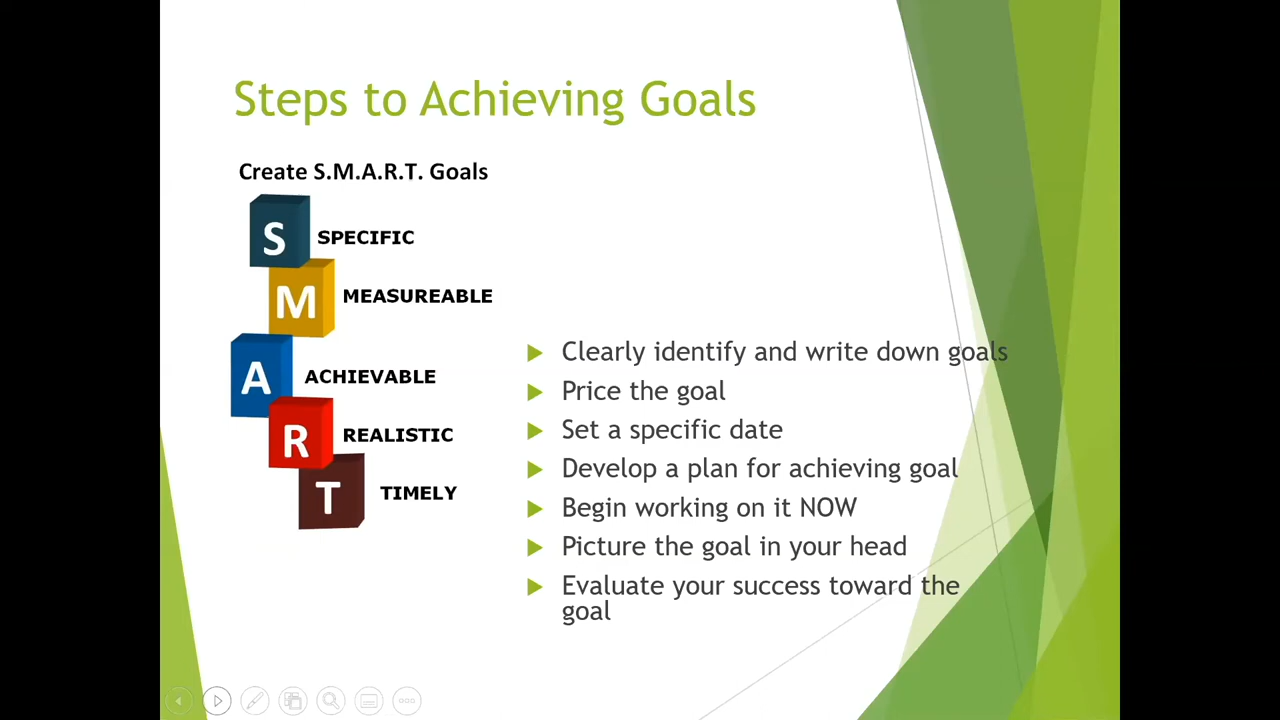 Steps to Achieving Goals
Create S.M.A.R.T. Goals
S SPECIFIC
M MEASUREABLE
A ACHIEVABLE
R REALISTIC
T TIMELY
Clearly identify and write down goals
Price the goal
Set a specific date
Develop a plan for achieving goal
Begin working on it NOW
Picture the goal in your head
Evaluate your success toward the
goal